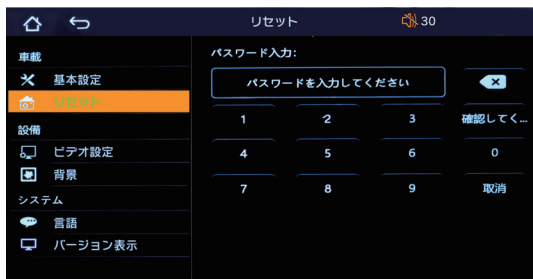 リセット
30
車載
基本設定
リセット
設備
ビデオ設定
背景
システム
言語
バージョン表示
パスワード入力:
パスワードを入力してください
1 2 3 確認してく...
4 5 6 0
7 8 9 取消